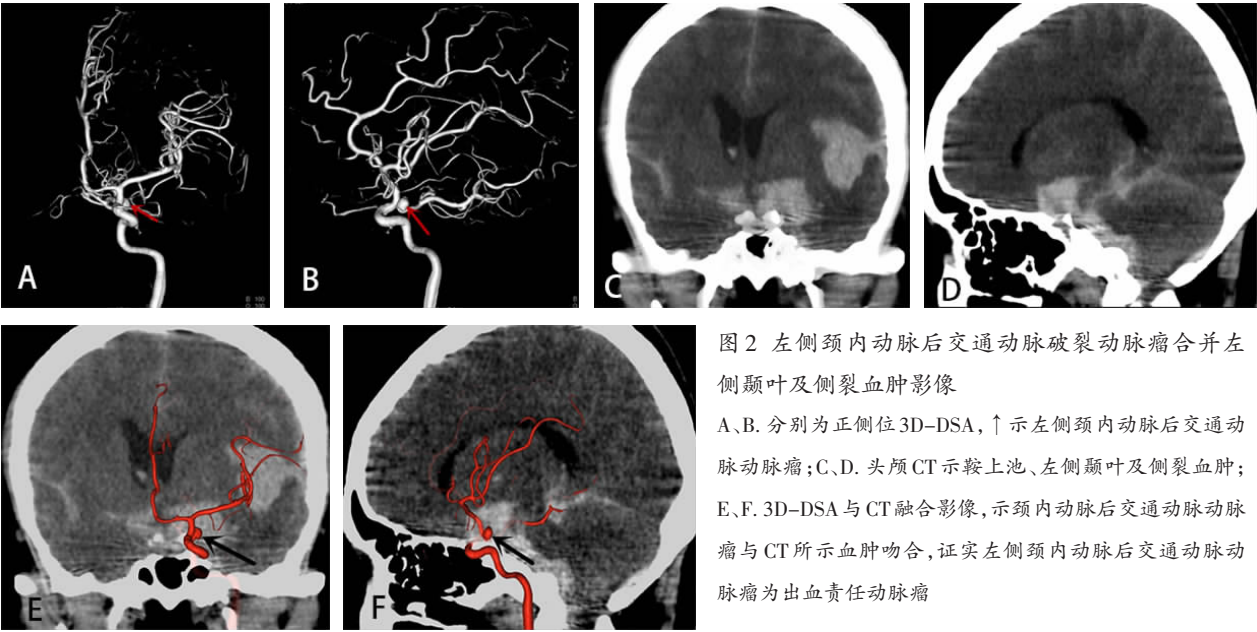 A
B
C
D
E
F
图2 左侧颈内动脉后交通动脉破裂动脉瘤合并左
侧颞叶及侧裂血肿影像
A、B. 分别为正侧位3D-DSA,↑示左侧颈内动脉后交通动
脉动脉瘤;C、D. 头颅CT示鞍上池、左侧颞叶及侧裂血肿;
E、F. 3D-DSA与CT融合影像,示颈内动脉后交通动脉动脉
瘤与CT所示血肿吻合,证实左侧颈内动脉后交通动脉动
脉瘤为出血责任动脉瘤